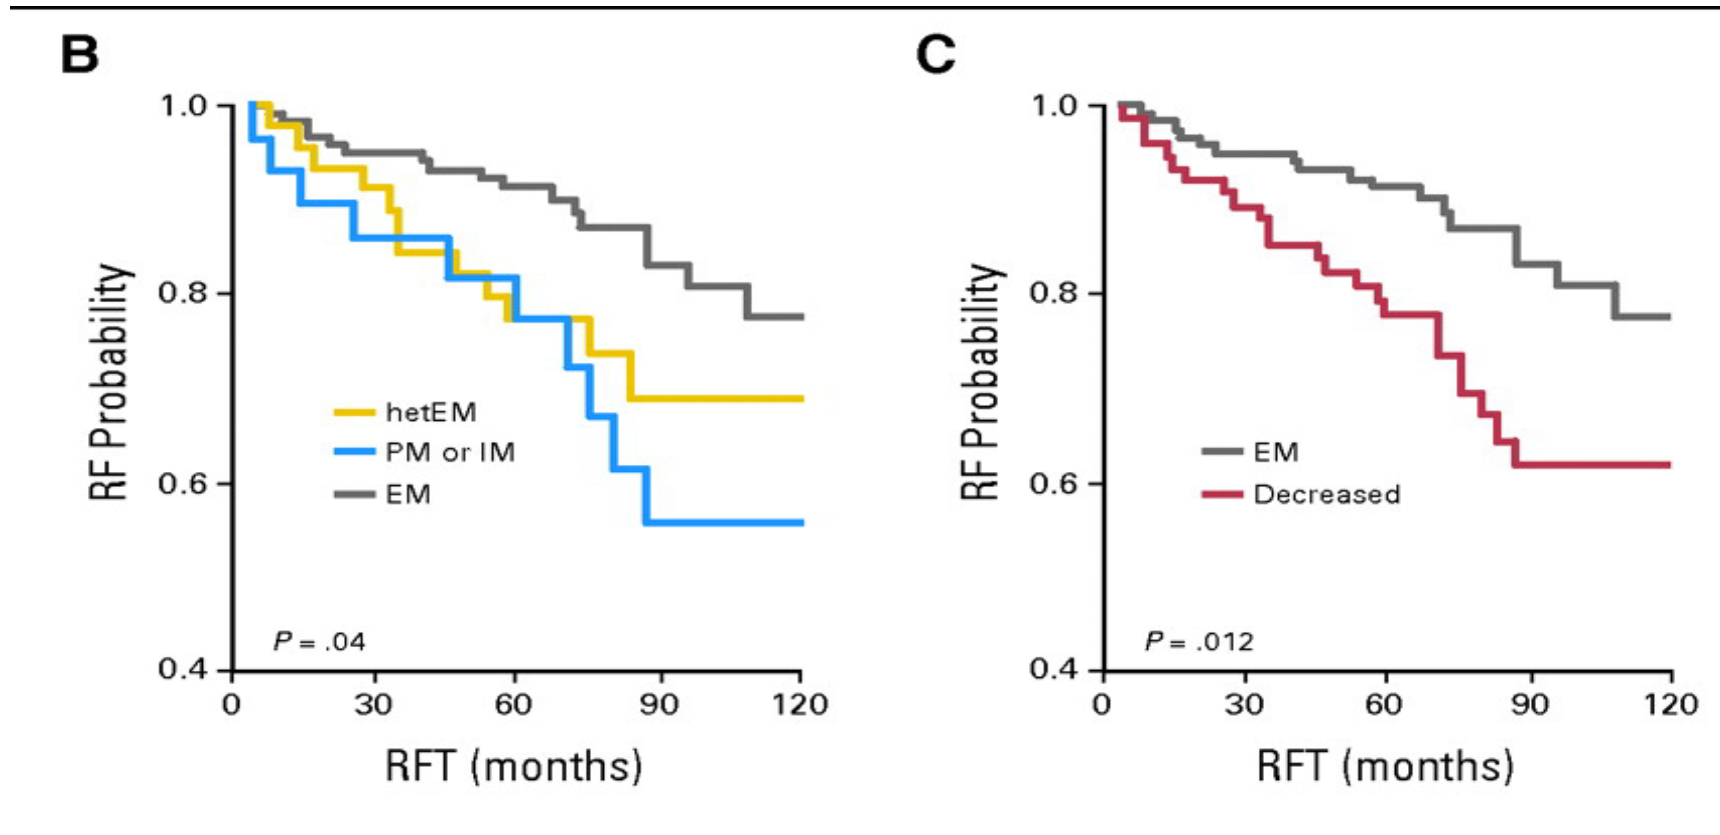 B
1.0
0.8
0.6
0.4
RF Probability
hetEM
PM or IM
EM
P = .04
0 30 60 90 120
RFT (months)
C
1.0
0.8
0.6
0.4
RF Probability
EM
Decreased
P = .012
0 30 60 90 120
RFT (months)